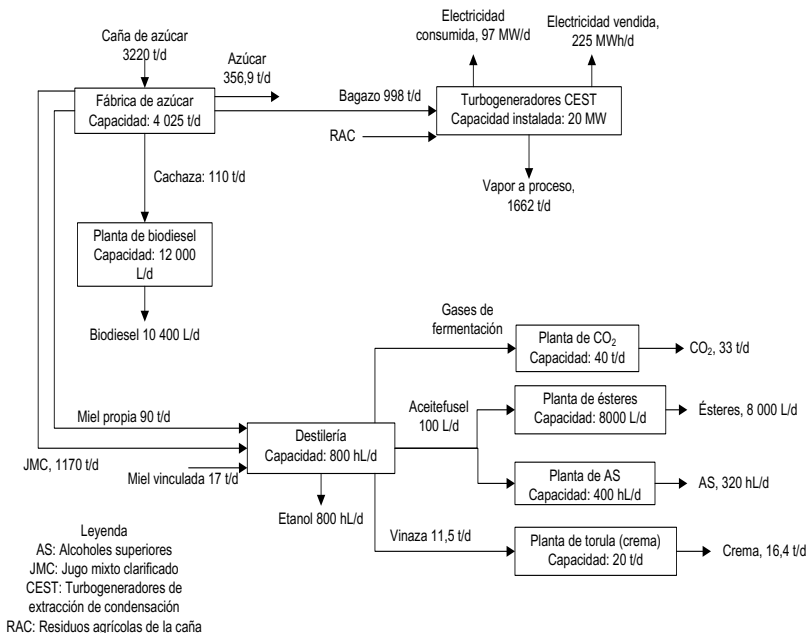 Caña de azúcar
3220 t/d
Azúcar
356,9 t/d
Electricidad
consumida, 97 MW/d
Electricidad vendida,
225 MWh/d
Fábrica de azúcar
Capacidad: 4 025 t/d
Bagazo 998 t/d
RAC
Turbogeneradores CEST
Capacidad instalada: 20 MW
Vapor a proceso,
1662 t/d
Cachaza: 110 t/d
Planta de biodiesel
Capacidad: 12 000
L/d
Biodiesel 10 400 L/d
Gases de
fermentación
Planta de CO₂
Capacidad: 40 t/d
CO₂, 33 t/d
Aceitefusel
100 L/d
Planta de ésteres
Capacidad: 8000 L/d
Ésteres, 8 000 L/d
Miel propia 90 t/d
JMC, 1170 t/d
Miel vinculada 17 t/d
Destilería
Capacidad: 800 hL/d
Etanol 800 hL/d
Planta de AS
Capacidad: 400 hL/d
AS, 320 hL/d
Vinaza 11,5 t/d
Planta de torula (crema)
Capacidad: 20 t/d
Crema, 16,4 t/d
Leyenda
AS: Alcoholes superiores
JMC: Jugo mixto clarificado
CEST: Turbogeneradores de
extracción de condensación
RAC: Residuos agrícolas de la caña